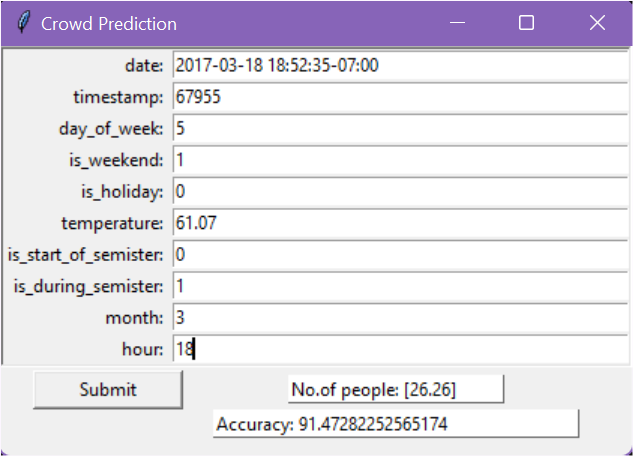 Crowd Prediction
date: 2017-03-18 18:52:35-07:00
timestamp: 67955
day_of_week: 5
is_weekend: 1
is_holiday: 0
temperature: 61.07
is_start_of_semister: 0
is_during_semister: 1
month: 3
hour: 18
Submit No.of people: [26.26]
Accuracy: 91.47282252565174